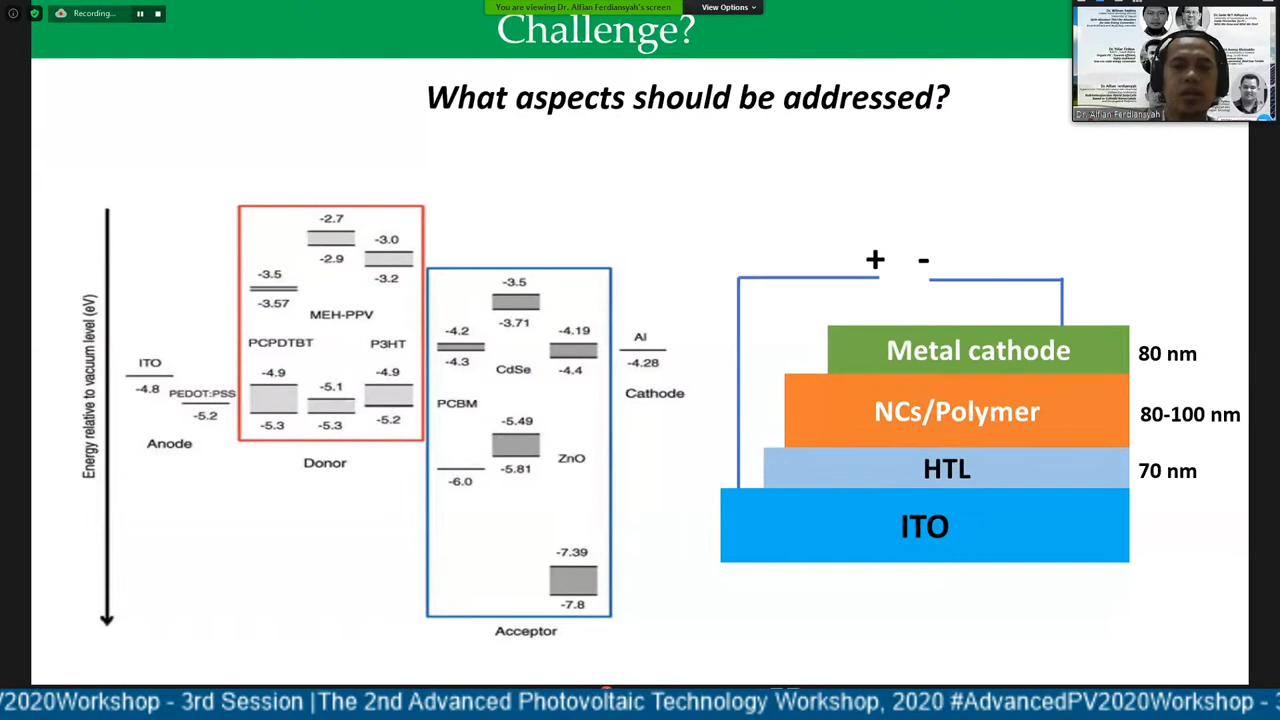 Recording...
You are viewing Dr. Alfian Ferdiansyah's screen
View Options
Challenge?
What aspects should be addressed?
Dr. Alfian Ferdiansyah
Energy relative to vacuum level (eV)
ITO
-4.8
PEDOT:PSS
-5.2
Anode
-2.7
-2.9
-3.0
-3.2
-3.5
-3.57
MEH-PPV
PCPDTBT
P3HT
-4.9
-5.1
-4.9
-5.3
-5.3
-5.2
Donor
-3.5
-3.71
-4.2
-4.3
-4.19
-4.4
CdSe
PCBM
-5.49
-5.81
ZnO
-6.0
-7.39
-7.8
Acceptor
Al
-4.28
Cathode
+ -
Metal cathode
80 nm
NCs/Polymer
80-100 nm
HTL
70 nm
ITO
V2020Workshop - 3rd Session |The 2nd Advanced Photovoltaic Technology Workshop, 2020 #AdvancedPV2020Workshop - 3